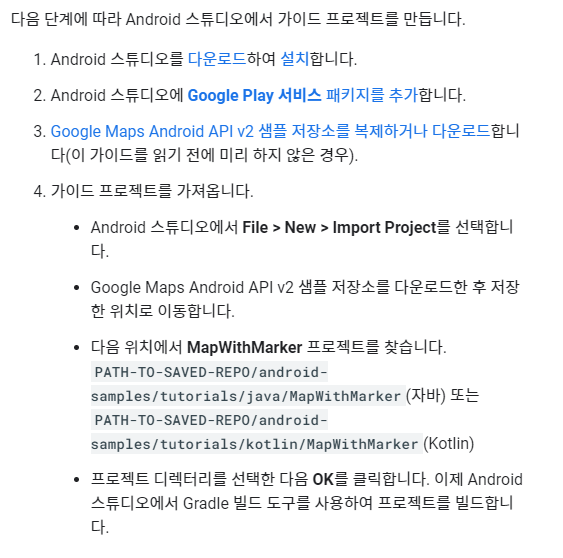 다음 단계에 따라 Android 스튜디오에서 가이드 프로젝트를 만듭니다.
1. Android 스튜디오를 다운로드하여 설치합니다.
2. Android 스튜디오에 Google Play 서비스 패키지를 추가합니다.
3. Google Maps Android API v2 샘플 저장소를 복제하거나 다운로드합니
다(이 가이드를 읽기 전에 미리 하지 않은 경우).
4. 가이드 프로젝트를 가져옵니다.
• Android 스튜디오에서 File > New > Import Project를 선택합니
다.
• Google Maps Android API v2 샘플 저장소를 다운로드한 후 저장
한 위치로 이동합니다.
• 다음 위치에서 MapWithMarker 프로젝트를 찾습니다.
PATH-TO-SAVED-REPO/android-
samples/tutorials/java/MapWithMarker (자바) 또는
PATH-TO-SAVED-REPO/android-
samples/tutorials/kotlin/MapWithMarker (Kotlin)
• 프로젝트 디렉터리를 선택한 다음 OK를 클릭합니다. 이제 Android
스튜디오에서 Gradle 빌드 도구를 사용하여 프로젝트를 빌드합니
다.